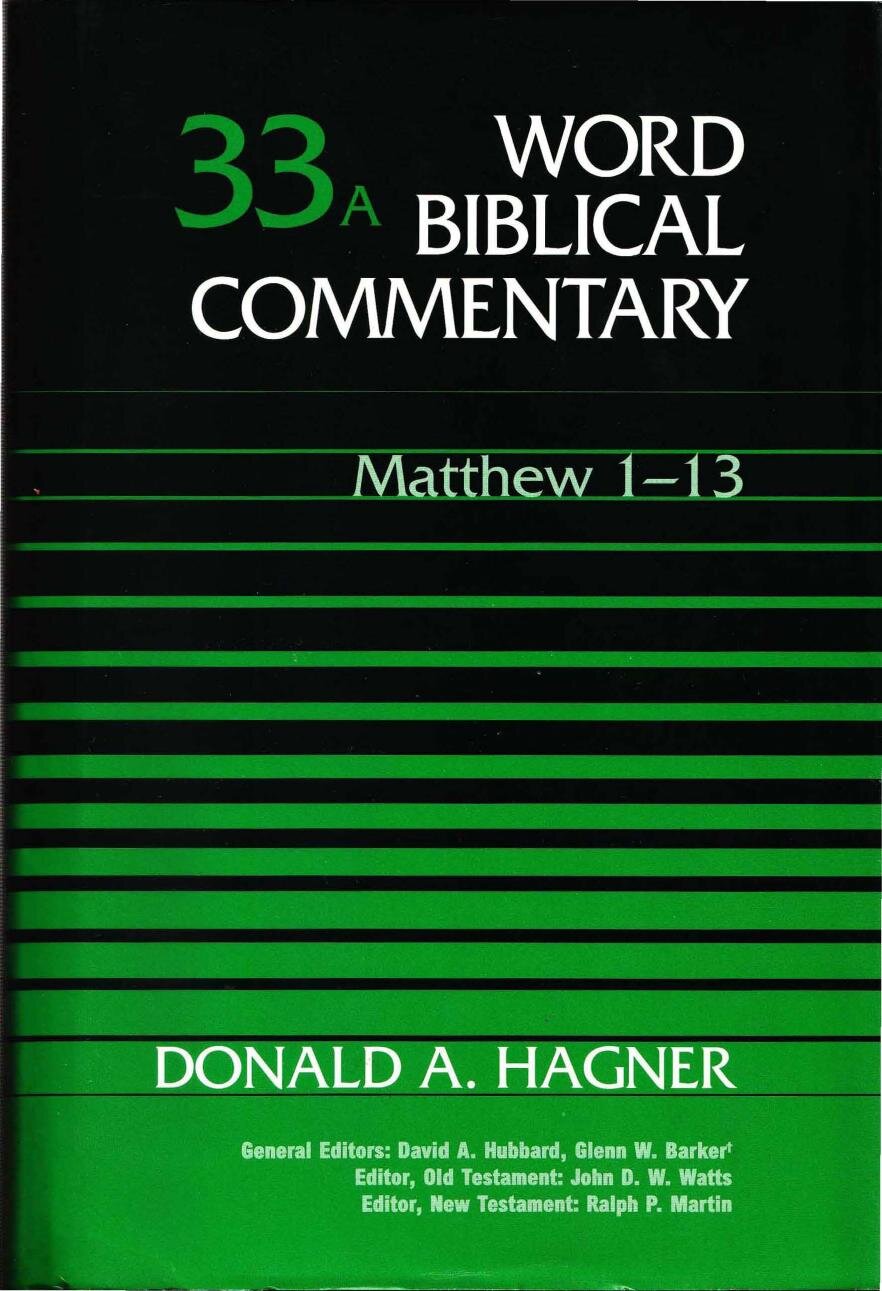 33A WORD
BIBLICAL
COMMENTARY
Matthew 1–13
DONALD A. HAGNER
General Editors: David A. Hubbard, Glenn W. Barker†
Editor, Old Testament: John D. W. Watts
Editor, New Testament: Ralph P. Martin